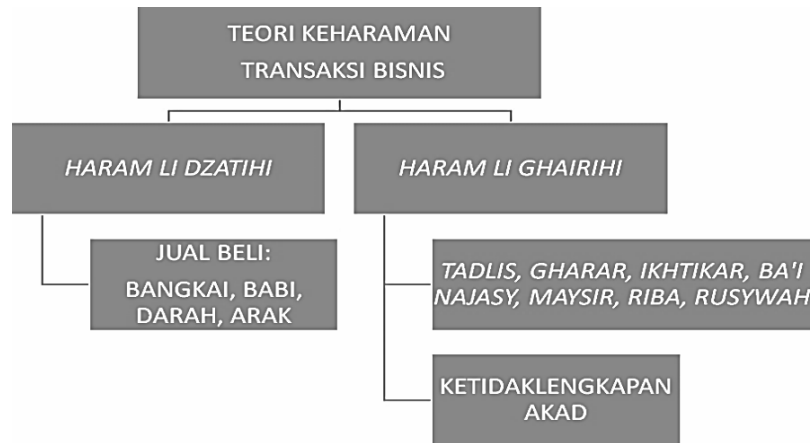 TEORI KEHARAMAN
TRANSAKSI BISNIS
HARAM LI DZATIHI
HARAM LI GHAIRIHI
JUAL BELI:
BANGKAI, BABI,
DARAH, ARAK
TADLIS, GHARAR, IKHTIKAR, BA'I
NAJASY, MAYSIR, RIBA, RUSYWAH
KETIDAKLENGKAPAN
AKAD